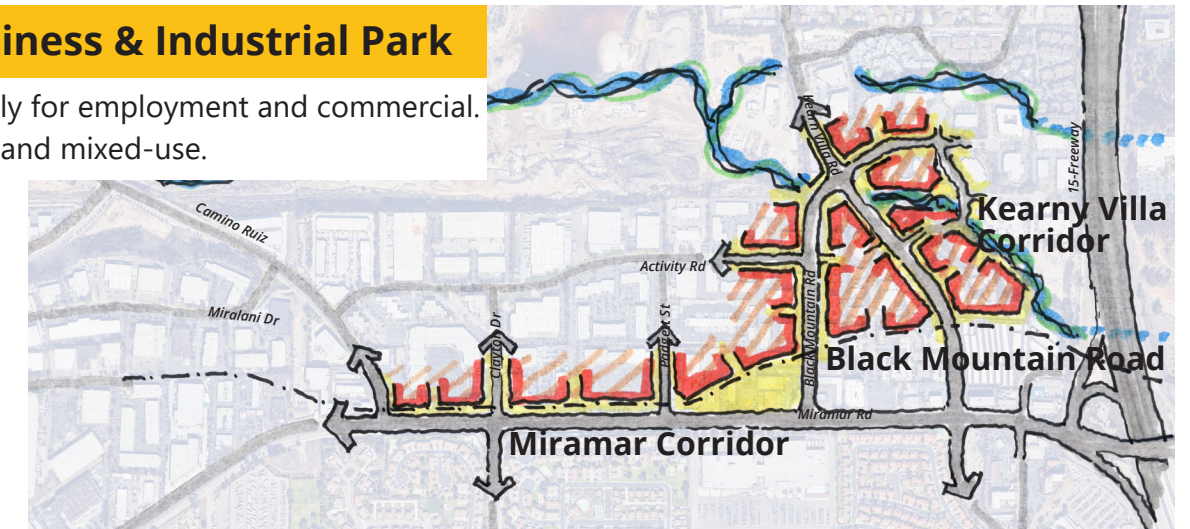 iness & Industrial Park
ly for employment and commercial.
and mixed-use.
Kearny Villa Rd
15-Freeway
Camino Ruiz
Kearny Villa
Corridor
Activity Rd
Miralani Dr
Clayton Dr
Padgett St
Black Mountain Rd
Black Mountain Road
Miramar Rd
Miramar Corridor